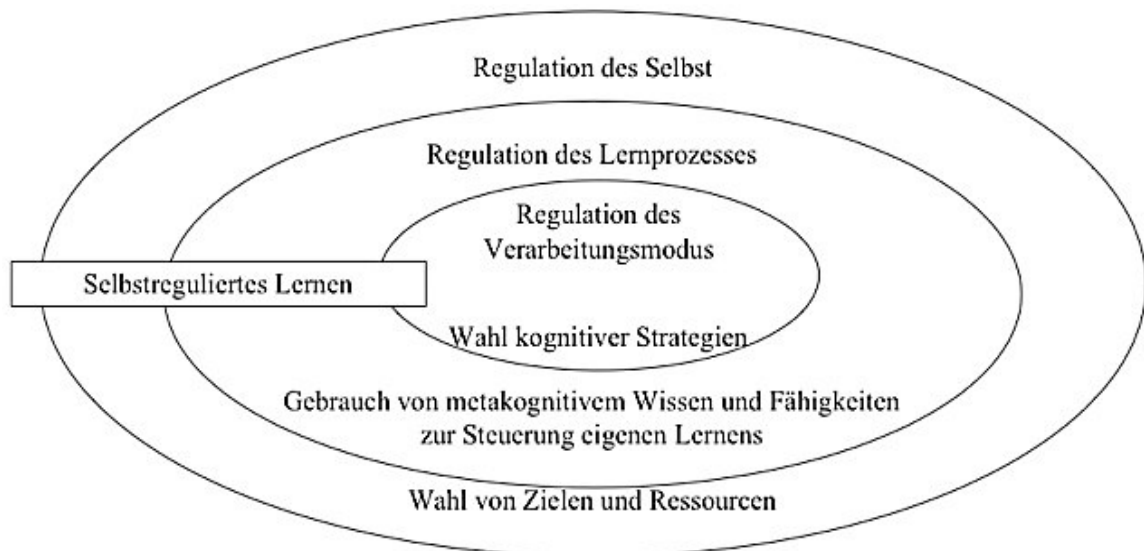 Regulation des Selbst
Regulation des Lernprozesses
Regulation des
Verarbeitungsmodus
Selbstreguliertes Lernen
Wahl kognitiver Strategien
Gebrauch von metakognitivem Wissen und Fähigkeiten
zur Steuerung eigenen Lernens
Wahl von Zielen und Ressourcen